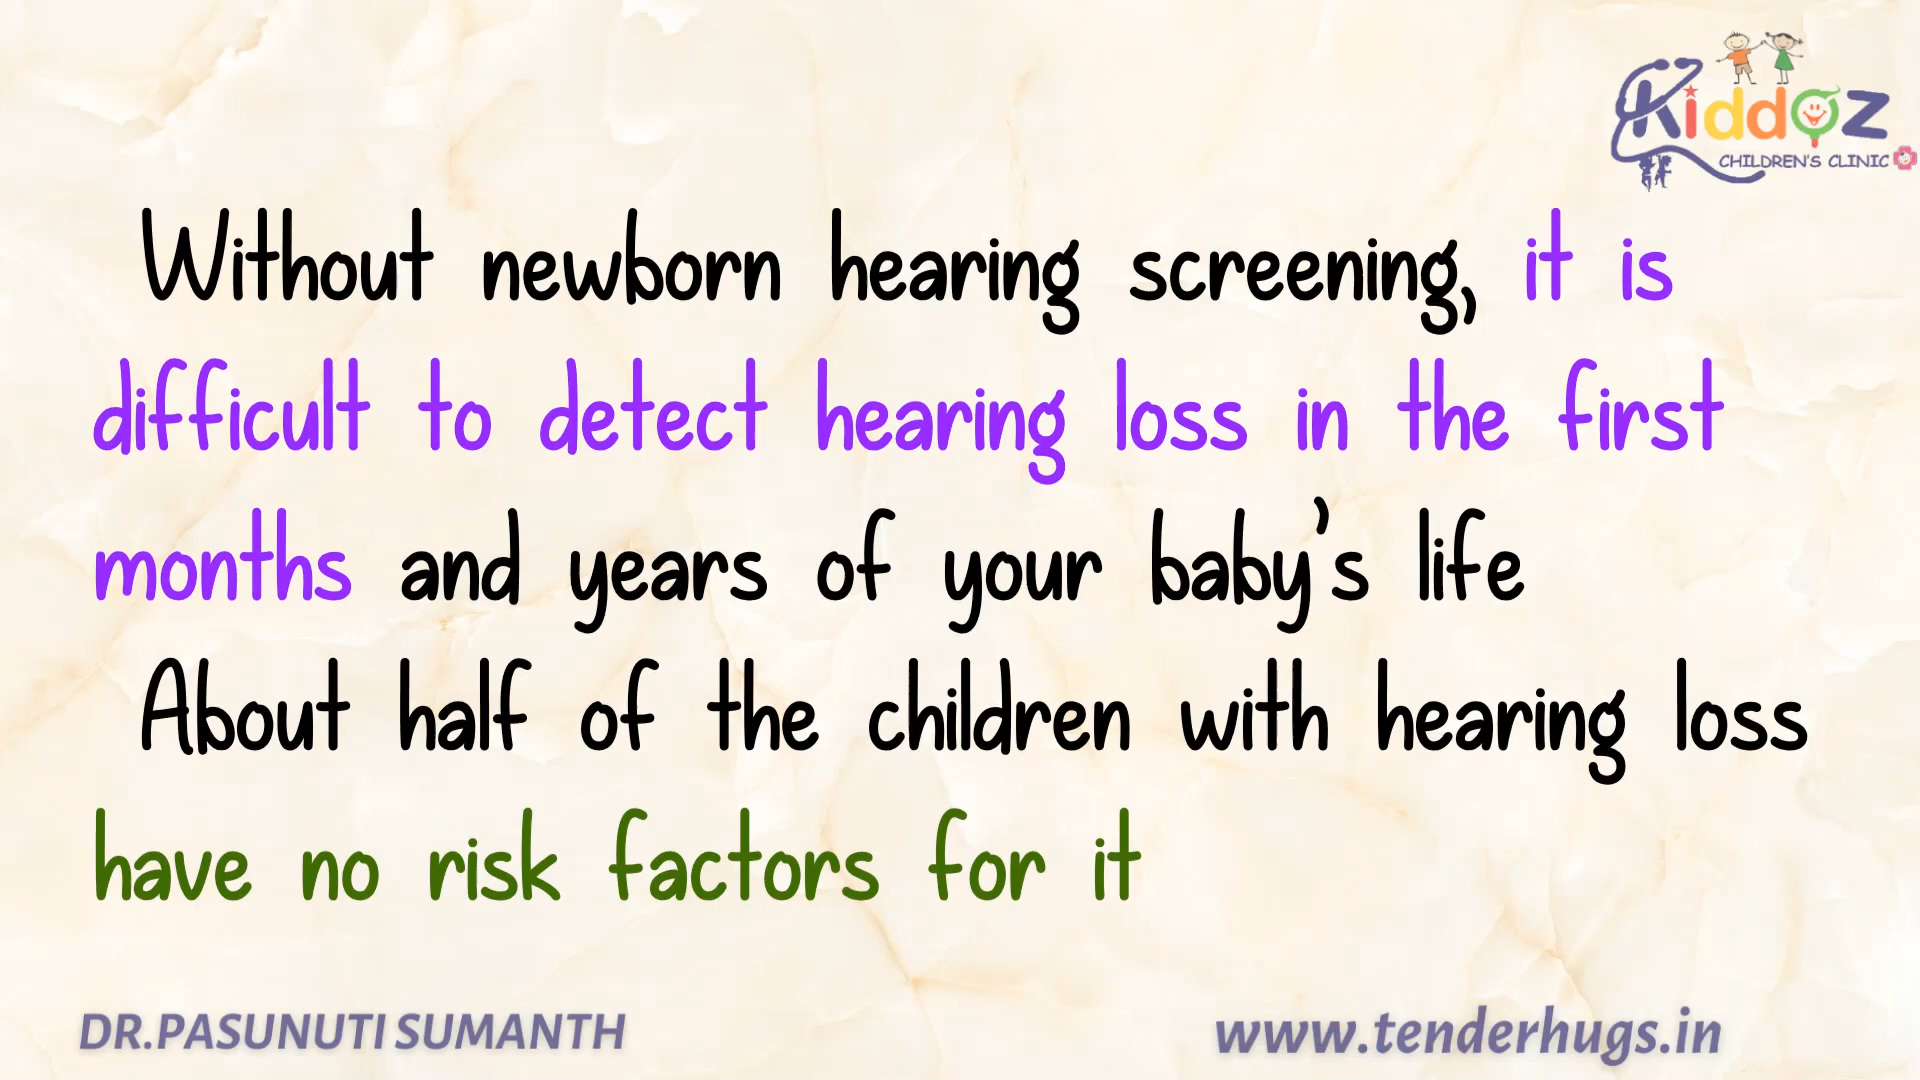 Kiddoz
CHILDREN'S CLINIC
Without newborn hearing screening, it is
difficult to detect hearing loss in the first
months and years of your baby's life
About half of the children with hearing loss
have no risk factors for it
DR.PASUNUTI SUMANTH
www.tenderhugs.in